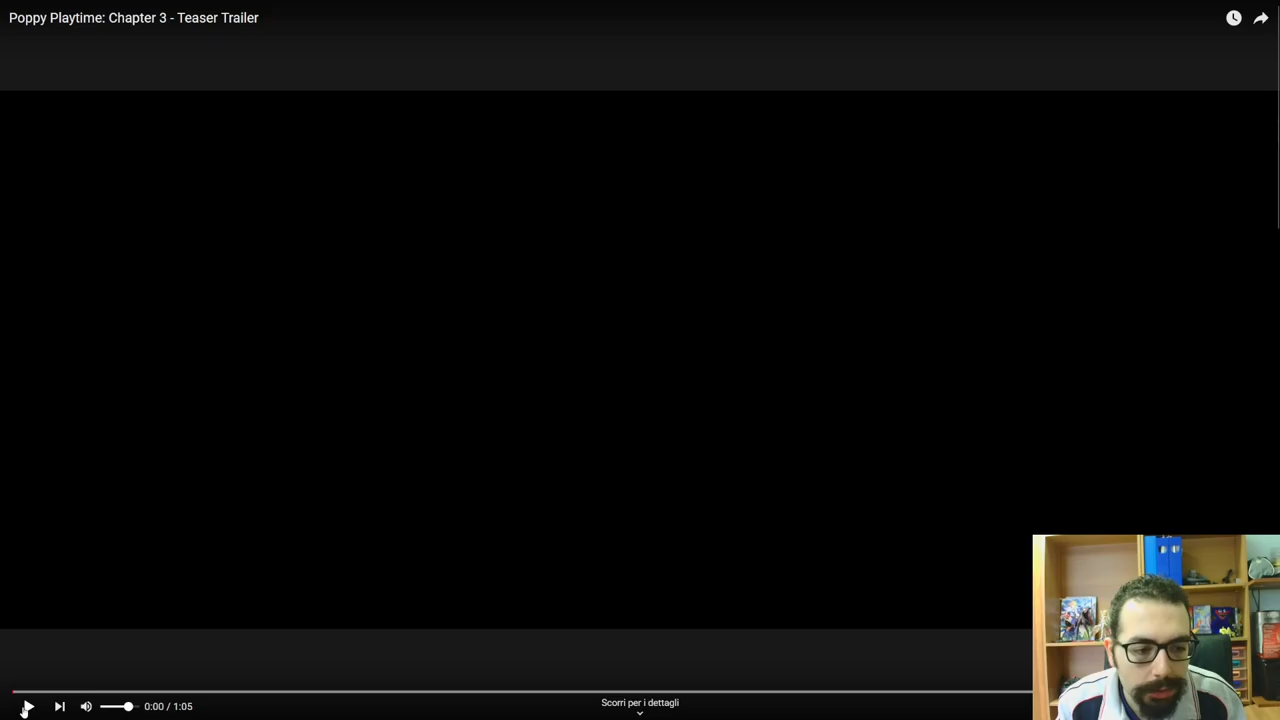 Poppy Playtime: Chapter 3 - Teaser Trailer
0:00 / 1:05
Scorri per i dettagli